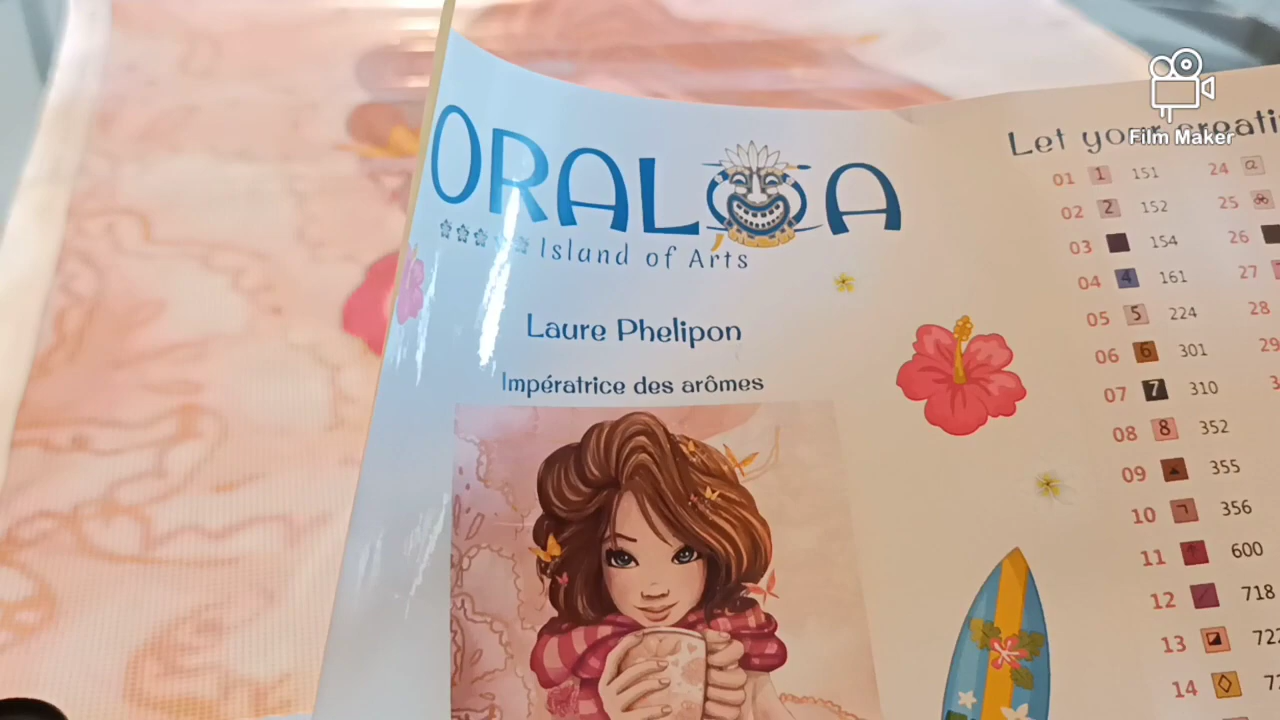 ORALOA
Island of Arts
Laure Phelipon
Impératrice des arômes
Let your
01 1 151 24
02 2 152 25
03 154 26
04 4 161 27
05 5 224 28
06 6 301
07 7 310
08 8 352
09 355
10 356
11 600
12 718
13
14
Film Maker